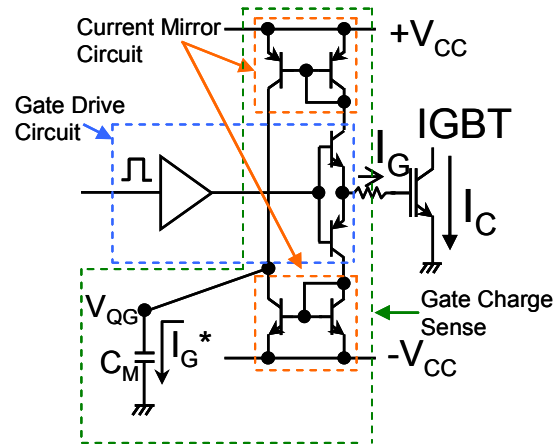 Current Mirror
Circuit
+VCC
Gate Drive
Circuit
IGBT
IG
IC
VQG
CM
IG*
Gate Charge
Sense
-VCC